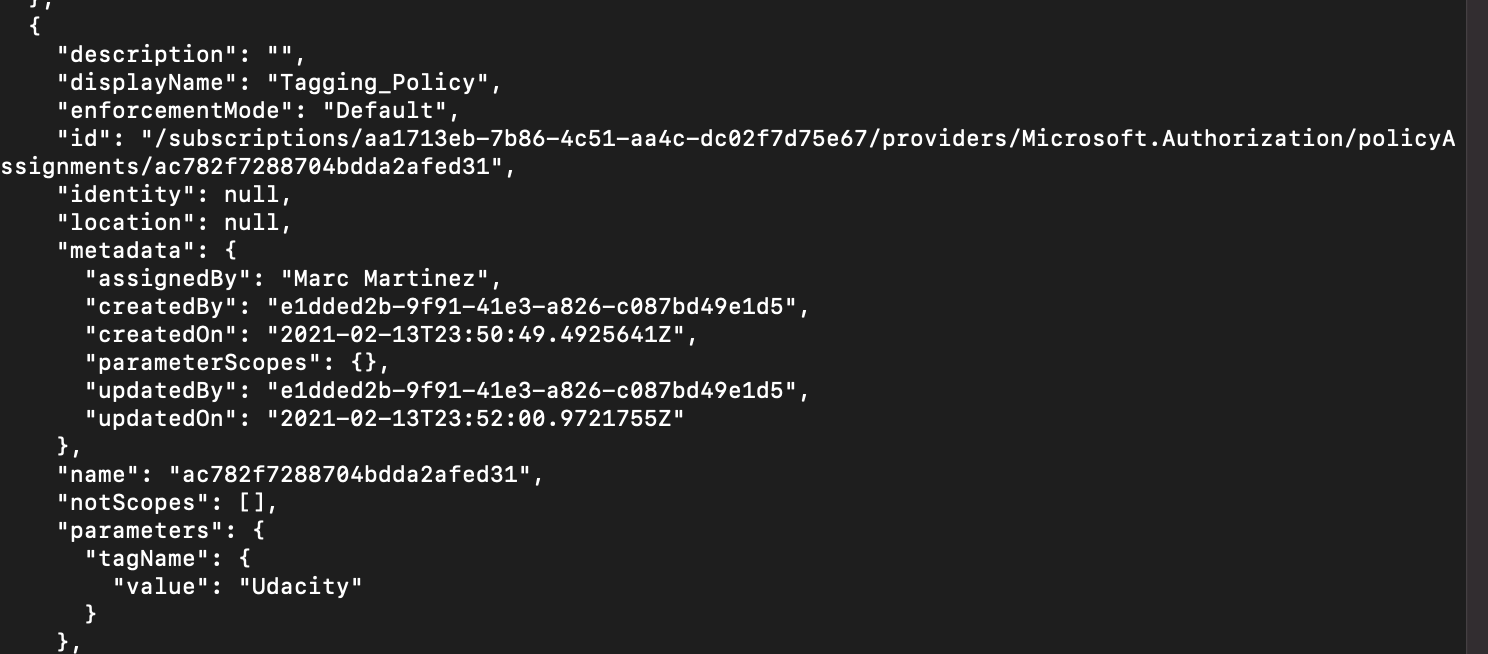 },
{
"description": "",
"displayName": "Tagging_Policy",
"enforcementMode": "Default",
"id": "/subscriptions/aa1713eb-7b86-4c51-aa4c-dc02f7d75e67/providers/Microsoft.Authorization/policyA
ssignments/ac782f7288704bdda2afed31",
"identity": null,
"location": null,
"metadata": {
"assignedBy": "Marc Martinez",
"createdBy": "e1dded2b-9f91-41e3-a826-c087bd49e1d5",
"createdOn": "2021-02-13T23:50:49.4925641Z",
"parameterScopes": {},
"updatedBy": "e1dded2b-9f91-41e3-a826-c087bd49e1d5",
"updatedOn": "2021-02-13T23:52:00.9721755Z"
},
"name": "ac782f7288704bdda2afed31",
"notScopes": [],
"parameters": {
"tagName": {
"value": "Udacity"
}
},